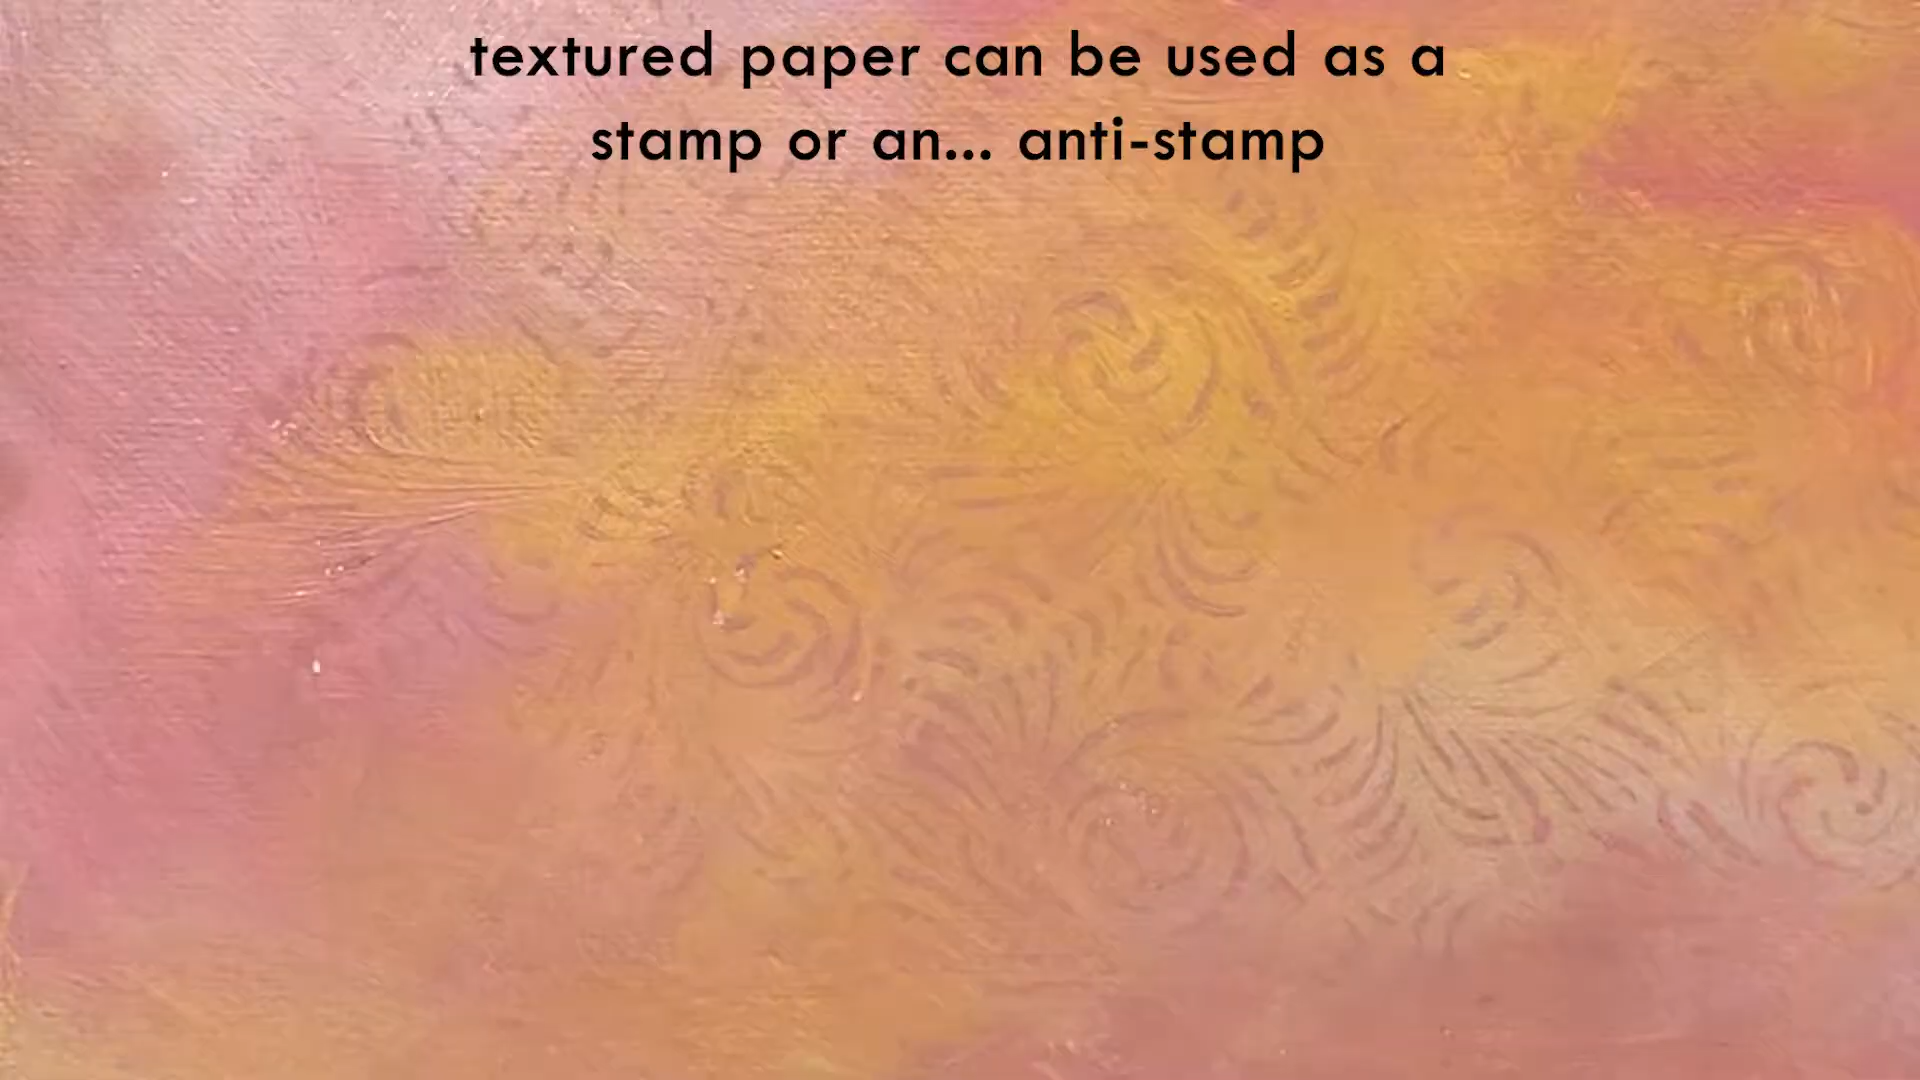 textured paper can be used as a
stamp or an... anti-stamp